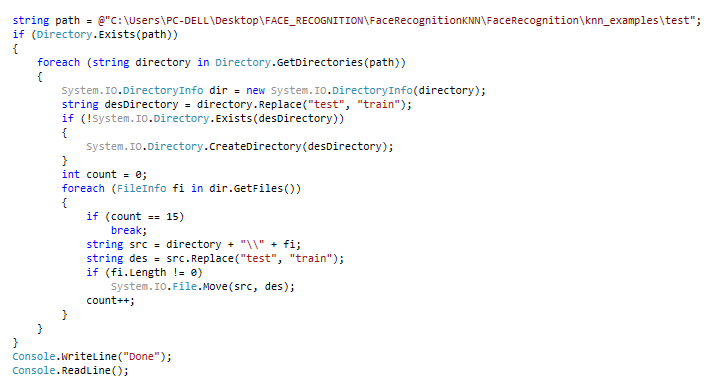 string path = @"C:\Users\PC-DELL\Desktop\FACE_RECOGNITION\FaceRecognitionKNN\FaceRecognition\knn_examples\test";
if (Directory.Exists(path))
{
    foreach (string directory in Directory.GetDirectories(path))
    {
        System.IO.DirectoryInfo dir = new System.IO.DirectoryInfo(directory);
        string desDirectory = directory.Replace("test", "train");
        if (!System.IO.Directory.Exists(desDirectory))
        {
            System.IO.Directory.CreateDirectory(desDirectory);
        }
        int count = 0;
        foreach (FileInfo fi in dir.GetFiles())
        {
            if (count == 15)
                break;
            string src = directory + "\\" + fi;
            string des = src.Replace("test", "train");
            if (fi.Length != 0)
                System.IO.File.Move(src, des);
            count++;
        }
    }
}
Console.WriteLine("Done");
Console.ReadLine();